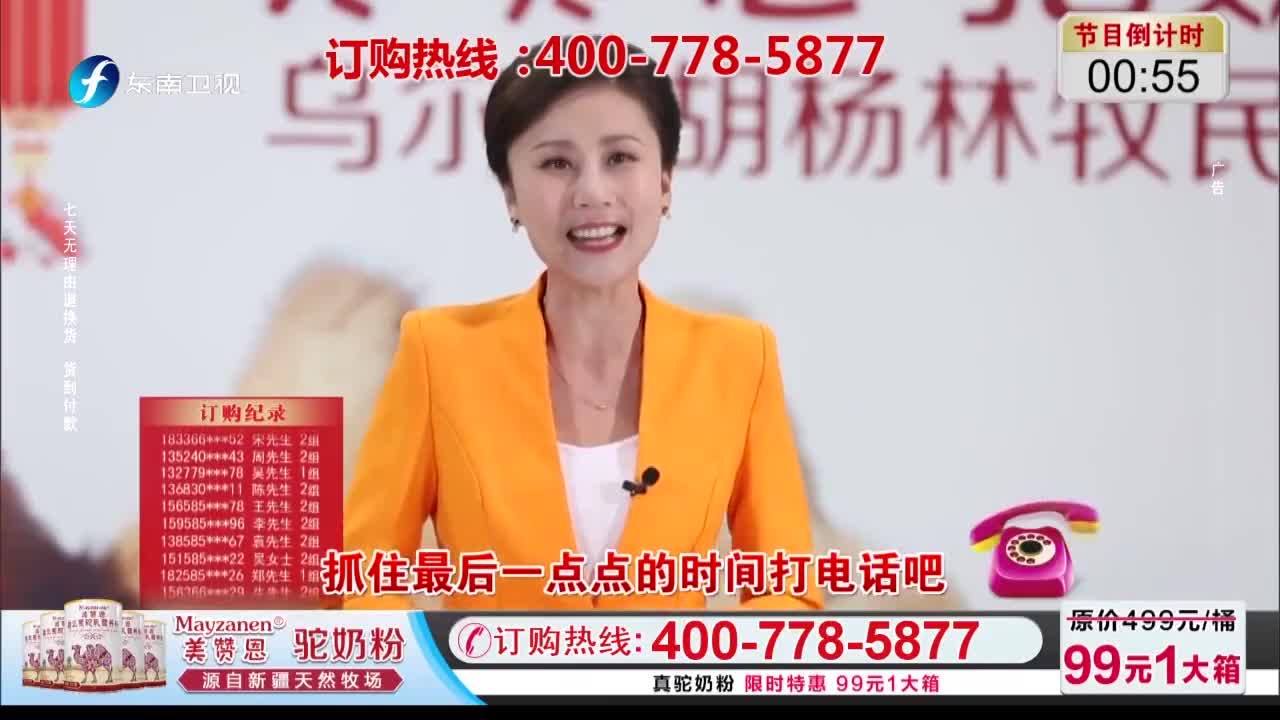 订购热线:400-778-5877
东南卫视
节目倒计时
00:55
胡杨林牧民
广告
七天无理由退换货 货到付款
订购纪录
183366***52 宋先生 2组
135240***43 周先生 2组
132779***78 吴先生 1组
136830***11 陈先生 2组
156585***78 王先生 2组
159585***96 李先生 2组
138585***67 袁先生 2组
151585***22 吴女士 2组
182585***26 郑先生 1组
抓住最后一点点的时间打电话吧
Mayzanen®
美赞恩
驼奶粉
源自新疆天然牧场
订购热线:400-778-5877
真驼奶粉 限时特惠 99元1大箱
原价499元/桶
99元1大箱